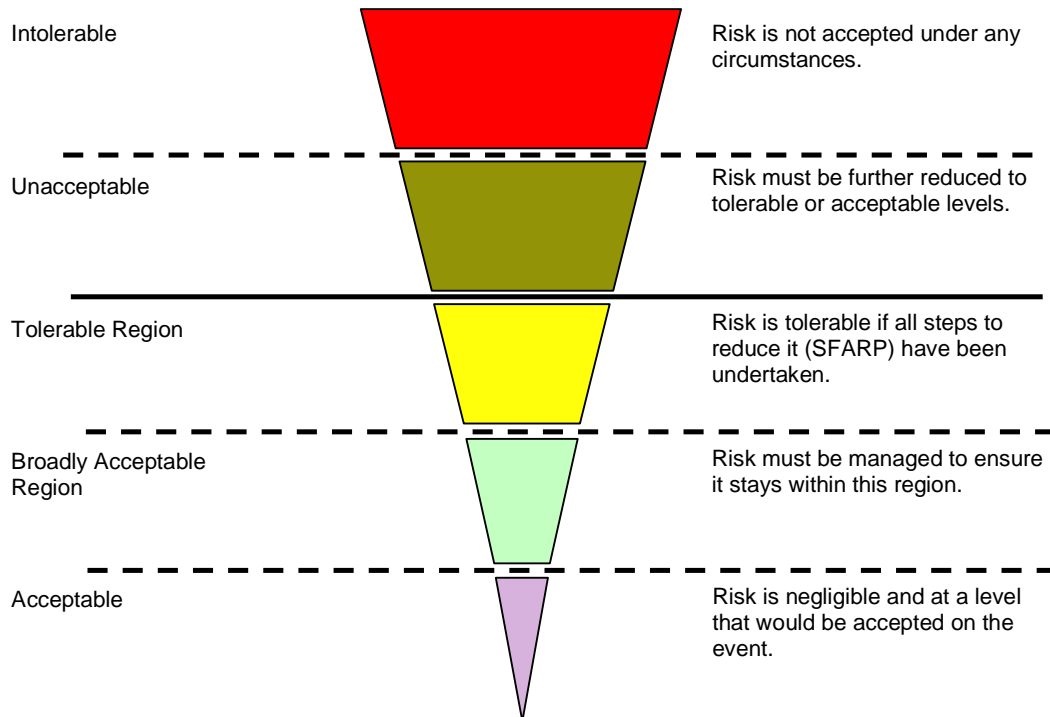 Intolerable
Risk is not accepted under any
circumstances.
Unacceptable
Risk must be further reduced to
tolerable or acceptable levels.
Tolerable Region
Risk is tolerable if all steps to
reduce it (SFARP) have been
undertaken.
Broadly Acceptable
Region
Risk must be managed to ensure
it stays within this region.
Acceptable
Risk is negligible and at a level
that would be accepted on the
event.